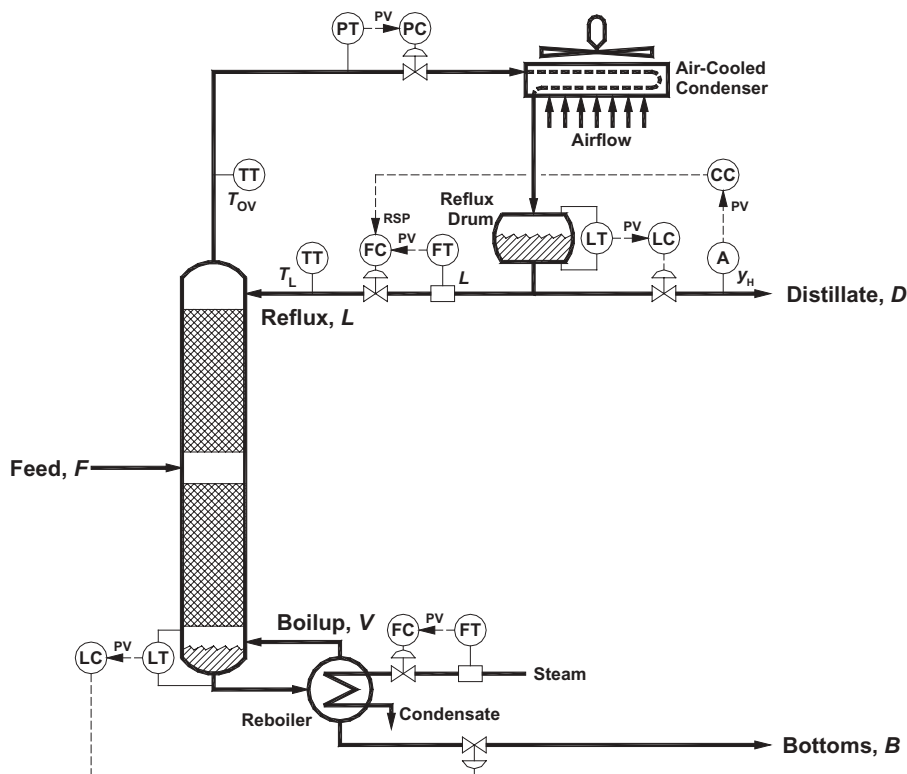 PT
PV
PC
Air-Cooled
Condenser
Airflow
TT
TOV
CC
PV
RSP
Reflux
Drum
FC
PV
FT
LT
PV
LC
A
TT
TL
L
yH
Distillate, D
Reflux, L
Feed, F
Boilup, V
FC
PV
FT
LC
PV
LT
Steam
Reboiler
Condensate
Bottoms, B